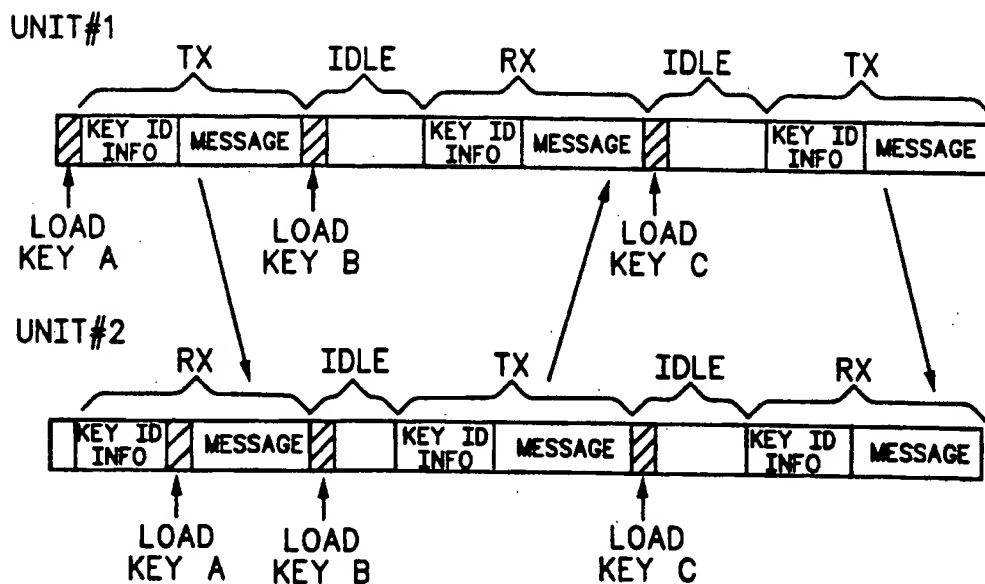 UNIT#1
TX IDLE RX IDLE TX
KEY ID INFO MESSAGE KEY ID INFO MESSAGE KEY ID INFO MESSAGE
LOAD KEY A
LOAD KEY B
LOAD KEY C
UNIT#2
RX IDLE TX IDLE RX
KEY ID INFO MESSAGE KEY ID INFO MESSAGE KEY ID INFO MESSAGE
LOAD KEY A
LOAD KEY B
LOAD KEY C